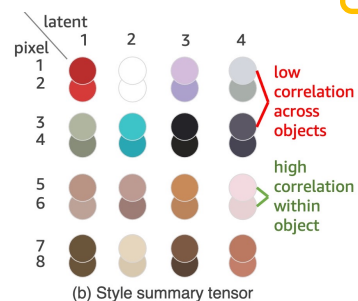 latent
pixel
1 2 3 4
1
2
low
correlation
across
objects
3
4
high
correlation
within
object
5
6
7
8
(b) Style summary tensor